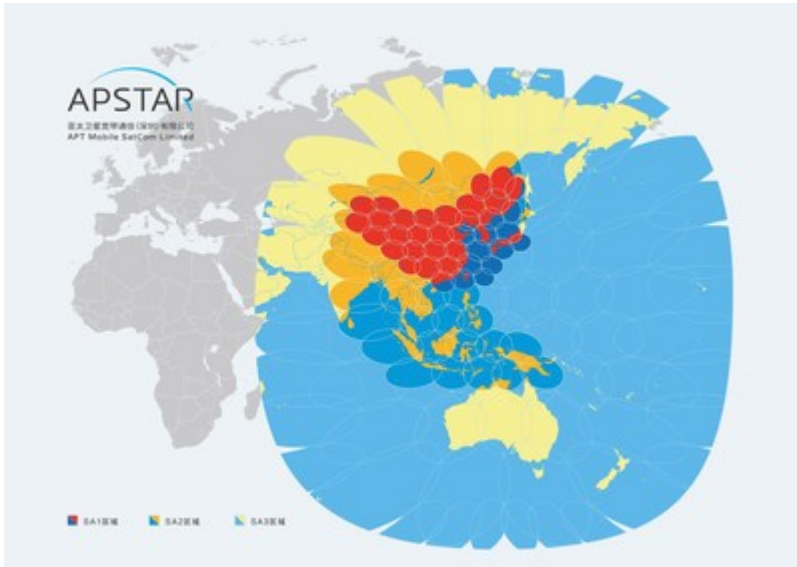 APSTAR
亚太卫星宽带通信(深圳)有限公司
APT Mobile SatCom Limited
SA1区域
SA2区域
SA3区域